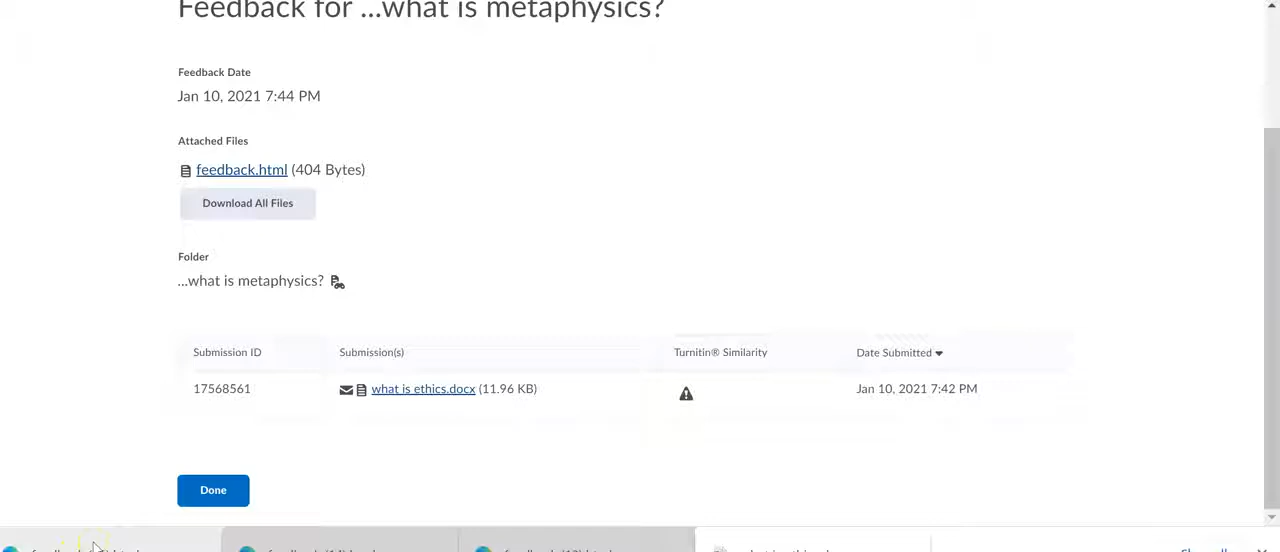 Feedback for ...what is metaphysics?
Feedback Date
Jan 10, 2021 7:44 PM
Attached Files
feedback.html (404 Bytes)
Download All Files
Folder
...what is metaphysics?
Submission ID Submission(s) Turnitin® Similarity Date Submitted
17568561 what is ethics.docx (11.96 KB) Jan 10, 2021 7:42 PM
Done